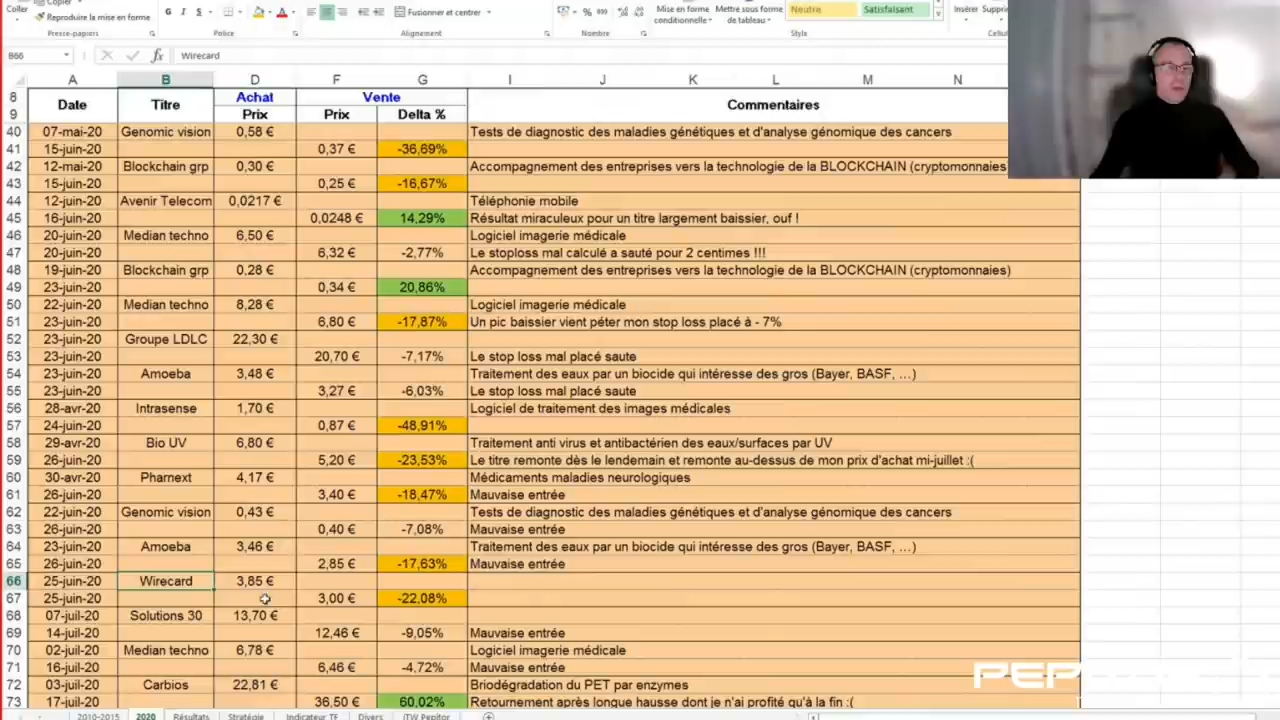 Coller
Copier
Reproduire la mise en forme
G I S
Fusionner et centrer
% 000
Mise en forme conditionnelle
Mettre sous forme de tableau
Neutre
Satisfaisant
Insérer
Presse-papiers
Police
Alignement
Nombre
Style
B66
fx
Wirecard
A B D F G I J K L M N
8 Date Titre Achat Vente Commentaires
9 Prix Prix Delta %
40 07-mai-20 Genomic vision 0,58 € Tests de diagnostic des maladies génétiques et d'analyse génomique des cancers
41 15-juin-20 0,37 € -36,69%
42 12-mai-20 Blockchain grp 0,30 € Accompagnement des entreprises vers la technologie de la BLOCKCHAIN (cryptomonnaies
43 15-juin-20 0,25 € -16,67%
44 12-juin-20 Avenir Telecom 0,0217 € Téléphonie mobile
45 16-juin-20 0,0248 € 14,29% Résultat miraculeux pour un titre largement baissier, ouf !
46 20-juin-20 Median techno 6,50 € Logiciel imagerie médicale
47 20-juin-20 6,32 € -2,77% Le stoploss mal calculé a sauté pour 2 centimes !!!
48 19-juin-20 Blockchain grp 0,28 € Accompagnement des entreprises vers la technologie de la BLOCKCHAIN (cryptomonnaies)
49 23-juin-20 0,34 € 20,86%
50 22-juin-20 Median techno 8,28 € Logiciel imagerie médicale
51 23-juin-20 6,80 € -17,87% Un pic baissier vient péter mon stop loss placé à - 7%
52 23-juin-20 Groupe LDLC 22,30 €
53 23-juin-20 20,70 € -7,17% Le stop loss mal placé saute
54 23-juin-20 Amoeba 3,48 € Traitement des eaux par un biocide qui intéresse des gros (Bayer, BASF, ...)
55 23-juin-20 3,27 € -6,03% Le stop loss mal placé saute
56 28-avr-20 Intrasense 1,70 € Logiciel de traitement des images médicales
57 24-juin-20 0,87 € -48,91%
58 29-avr-20 Bio UV 6,80 € Traitement anti virus et antibactérien des eaux/surfaces par UV
59 26-juin-20 5,20 € -23,53% Le titre remonte dès le lendemain et remonte au-dessus de mon prix d'achat mi-juillet :(
60 30-avr-20 Pharnext 4,17 € Médicaments maladies neurologiques
61 26-juin-20 3,40 € -18,47% Mauvaise entrée
62 22-juin-20 Genomic vision 0,43 € Tests de diagnostic des maladies génétiques et d'analyse génomique des cancers
63 26-juin-20 0,40 € -7,08% Mauvaise entrée
64 23-juin-20 Amoeba 3,46 € Traitement des eaux par un biocide qui intéresse des gros (Bayer, BASF, ...)
65 26-juin-20 2,85 € -17,63% Mauvaise entrée
66 25-juin-20 Wirecard 3,85 €
67 25-juin-20 3,00 € -22,08%
68 07-juil-20 Solutions 30 13,70 €
69 14-juil-20 12,46 € -9,05% Mauvaise entrée
70 02-juil-20 Median techno 6,78 € Logiciel imagerie médicale
71 16-juil-20 6,46 € -4,72% Mauvaise entrée
72 03-juil-20 Carbios 22,81 € Briodégradation du PET par enzymes
73 17-juil-20 36,50 € 60,02% Retournement après longue hausse dont je n'ai profité qu'à la fin :(
2010-2015 2020 Résultats Stratégie Indicateur TF Divers ITW Pepitor